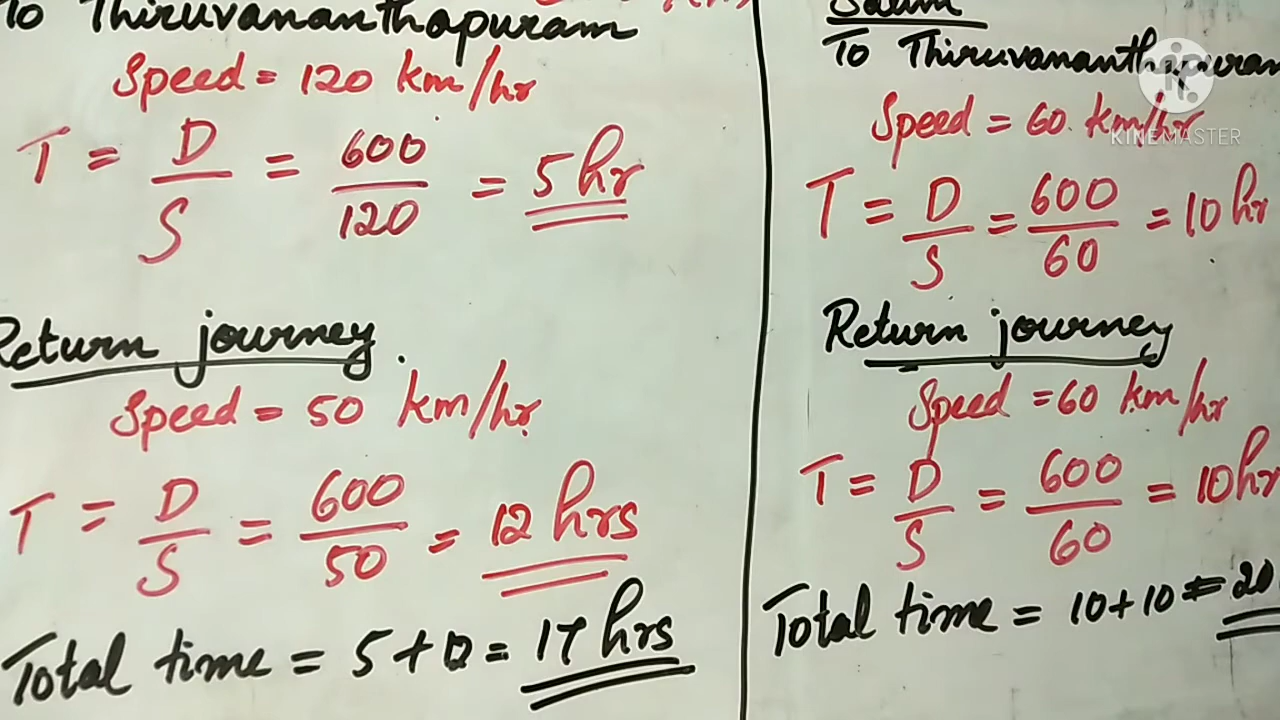 To Thiruvananthapuram
Speed = 120 km/hr
T = D/S = 600/120 = 5 hr
Return journey
Speed = 50 km/hr
T = D/S = 600/50 = 12 hrs
Total time = 5 + 12 = 17 hrs
To Thiruvananthapuram
Speed = 60 km/hr
T = D/S = 600/60 = 10 hr
Return journey
Speed = 60 km/hr
T = D/S = 600/60 = 10 hr
Total time = 10 + 10 = 20
KINEMASTER